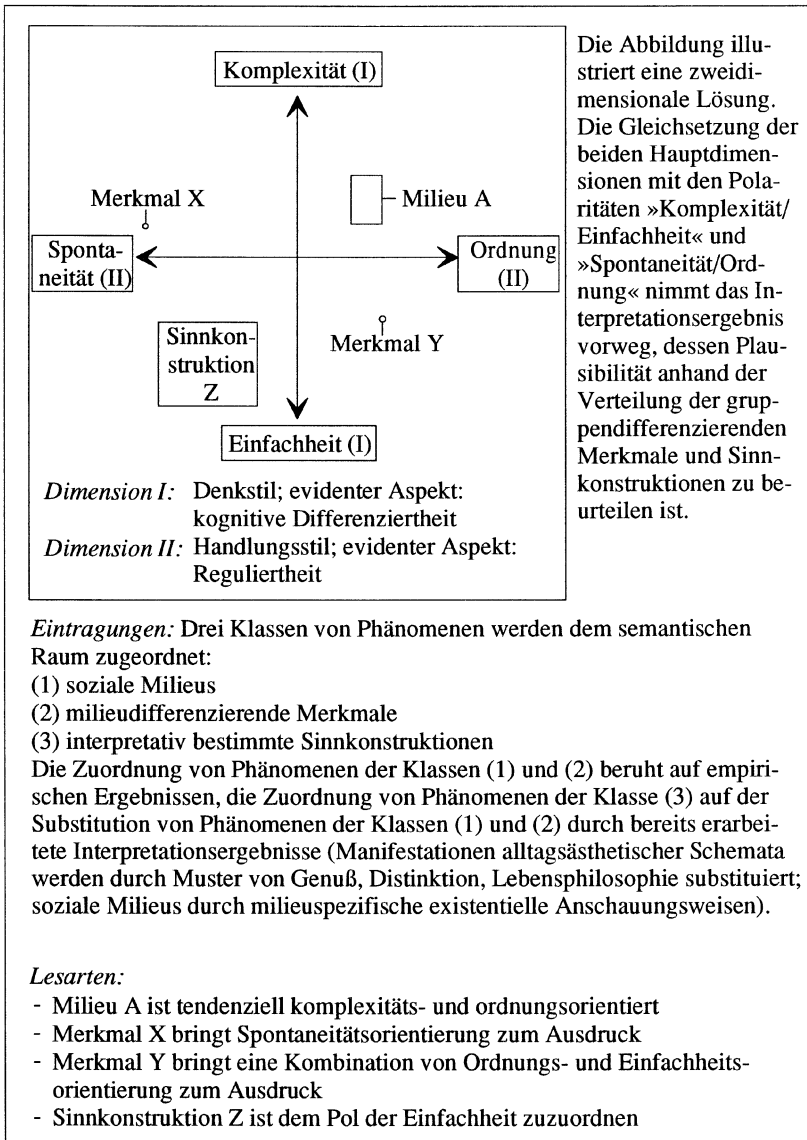 Komplexität (I)
Merkmal X
Milieu A
Sponta-
neität (II)
Ordnung
(II)
Sinnkon-
struktion
Z
Merkmal Y
Einfachheit (I)
Dimension I: Denkstil; evidenter Aspekt:
kognitive Differenziertheit
Dimension II: Handlungsstil; evidenter Aspekt:
Reguliertheit
Die Abbildung illu-
striert eine zweidi-
mensionale Lösung.
Die Gleichsetzung der
beiden Hauptdimen-
sionen mit den Pola-
ritäten »Komplexität/
Einfachheit« und
»Spontaneität/Ord-
nung« nimmt das In-
terpretationsergebnis
vorweg, dessen Plau-
sibilität anhand der
Verteilung der grup-
pendifferenzierenden
Merkmale und Sinn-
konstruktionen zu be-
urteilen ist.
Eintragungen: Drei Klassen von Phänomenen werden dem semantischen
Raum zugeordnet:
(1) soziale Milieus
(2) milieudifferenzierende Merkmale
(3) interpretativ bestimmte Sinnkonstruktionen
Die Zuordnung von Phänomenen der Klassen (1) und (2) beruht auf empiri-
schen Ergebnissen, die Zuordnung von Phänomenen der Klasse (3) auf der
Substitution von Phänomenen der Klassen (1) und (2) durch bereits erarbei-
tete Interpretationsergebnisse (Manifestationen alltagsästhetischer Schemata
werden durch Muster von Genuß, Distinktion, Lebensphilosophie substituiert;
soziale Milieus durch milieuspezifische existentielle Anschauungsweisen).
Lesarten:
- Milieu A ist tendenziell komplexitäts- und ordnungsorientiert
- Merkmal X bringt Spontaneitätsorientierung zum Ausdruck
- Merkmal Y bringt eine Kombination von Ordnungs- und Einfachheits-
orientierung zum Ausdruck
- Sinnkonstruktion Z ist dem Pol der Einfachheit zuzuordnen